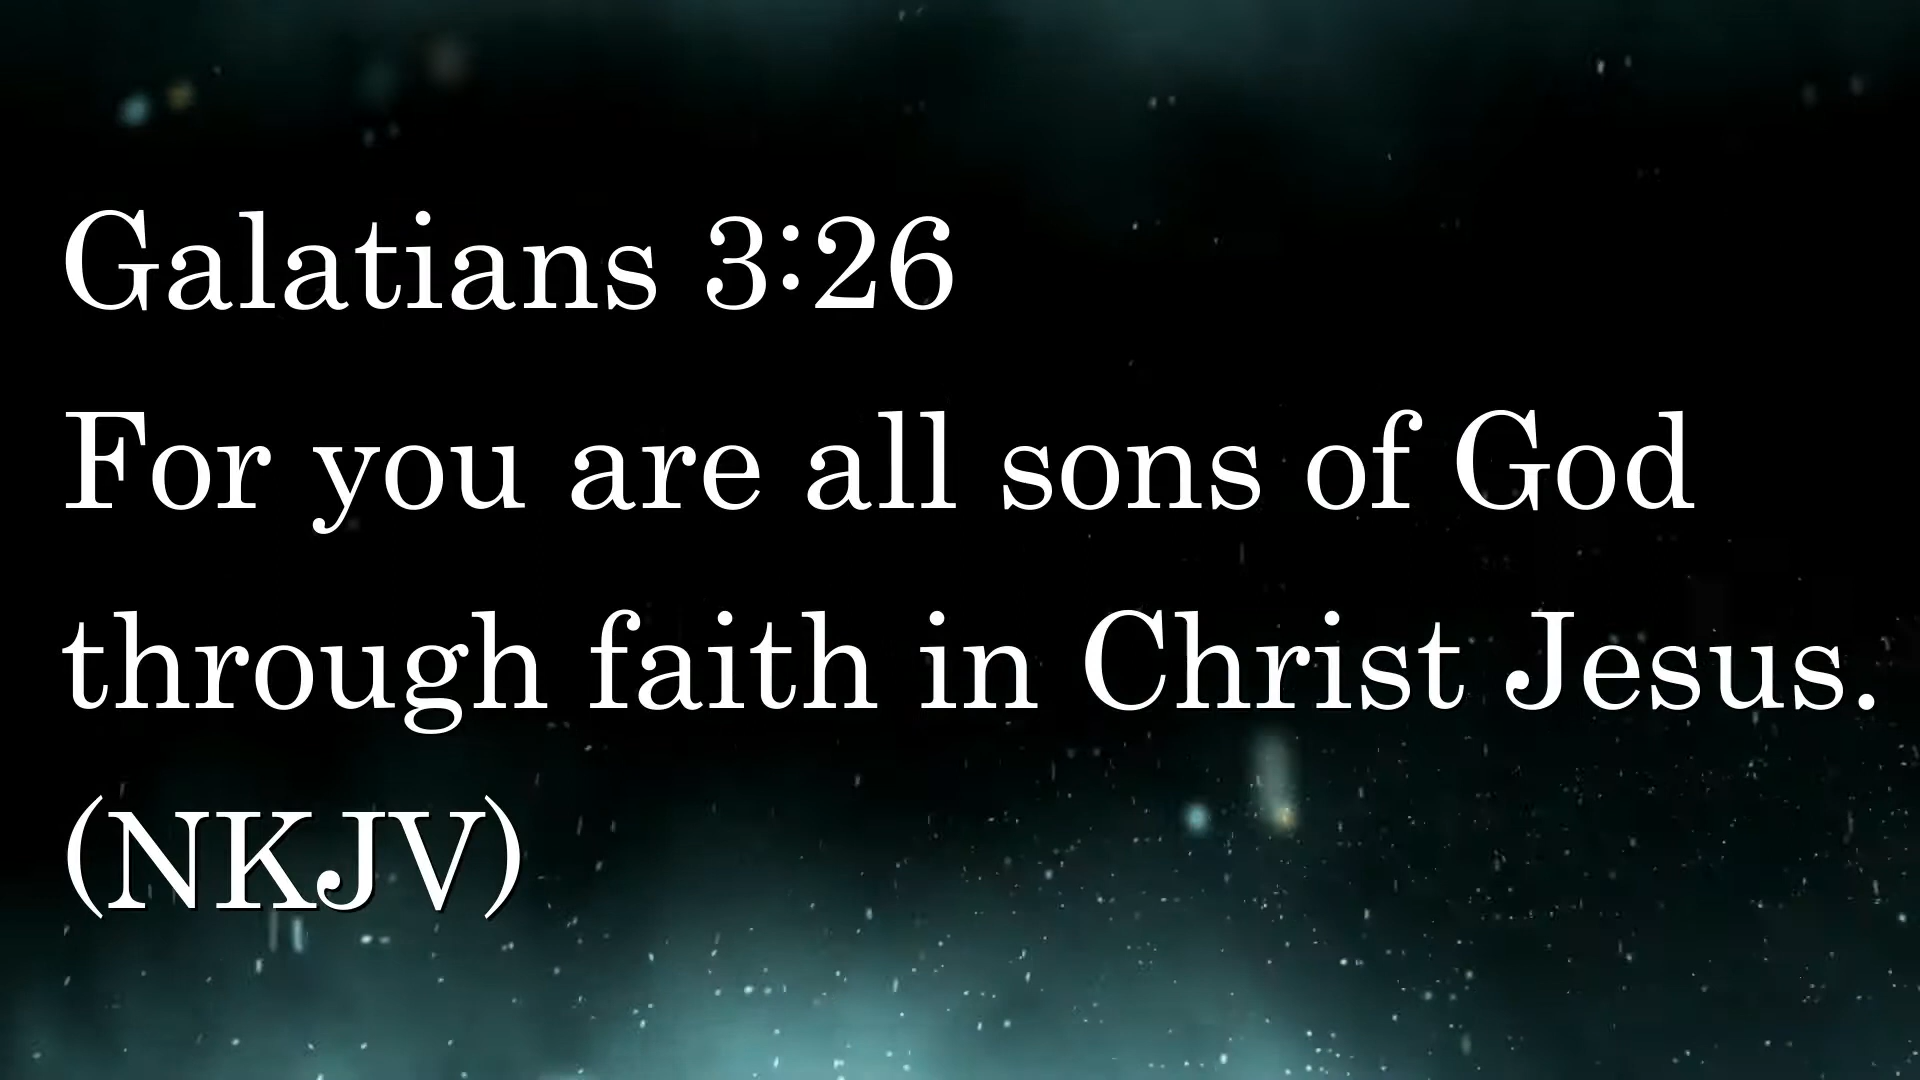 Galatians 3:26
For you are all sons of God
through faith in Christ Jesus.
(NKJV)